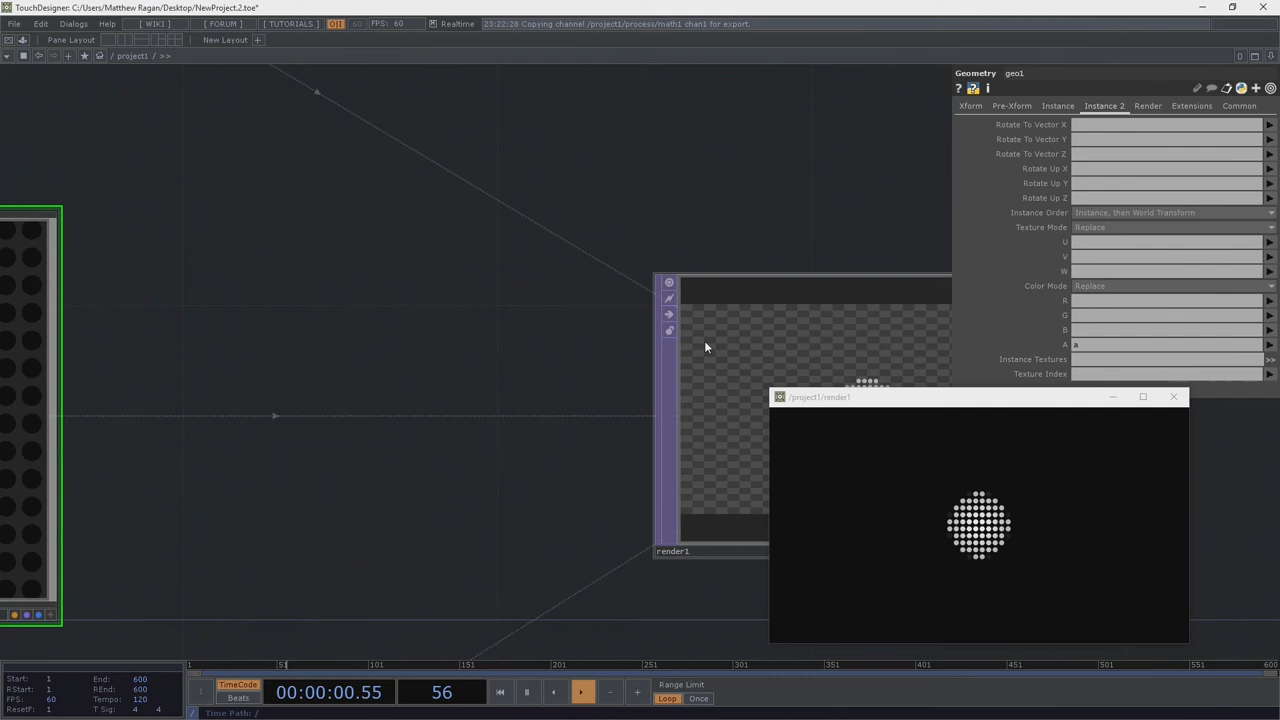 TouchDesigner: C:/Users/Matthew Ragan/Desktop/NewProject.2.toe*
File Edit Dialogs Help [ WIKI ] [ FORUM ] [ TUTORIALS ] O|I 60 FPS: 60 Realtime 23:22:28 Copying channel /project1/process/math1 chan1 for export.
Pane Layout New Layout +
/ project1 / >> 0
Geometry geo1
Xform Pre-Xform Instance Instance 2 Render Extensions Common
Rotate To Vector X
Rotate To Vector Y
Rotate To Vector Z
Rotate Up X
Rotate Up Y
Rotate Up Z
Instance Order Instance, then World Transform
Texture Mode Replace
U
V
W
Color Mode Replace
R
G
B
A a
Instance Textures >>
Texture Index
/project1/render1
render1
1 51 101 151 201 251 301 351 401 451 501 551 600
Start: 1 End: 600
RStart: 1 REnd: 600
FPS: 60 Tempo: 120
ResetF: 1 T Sig: 4 4
TimeCode
Beats
00:00:00.55 56
Range Limit
Loop Once
/ Time Path: /